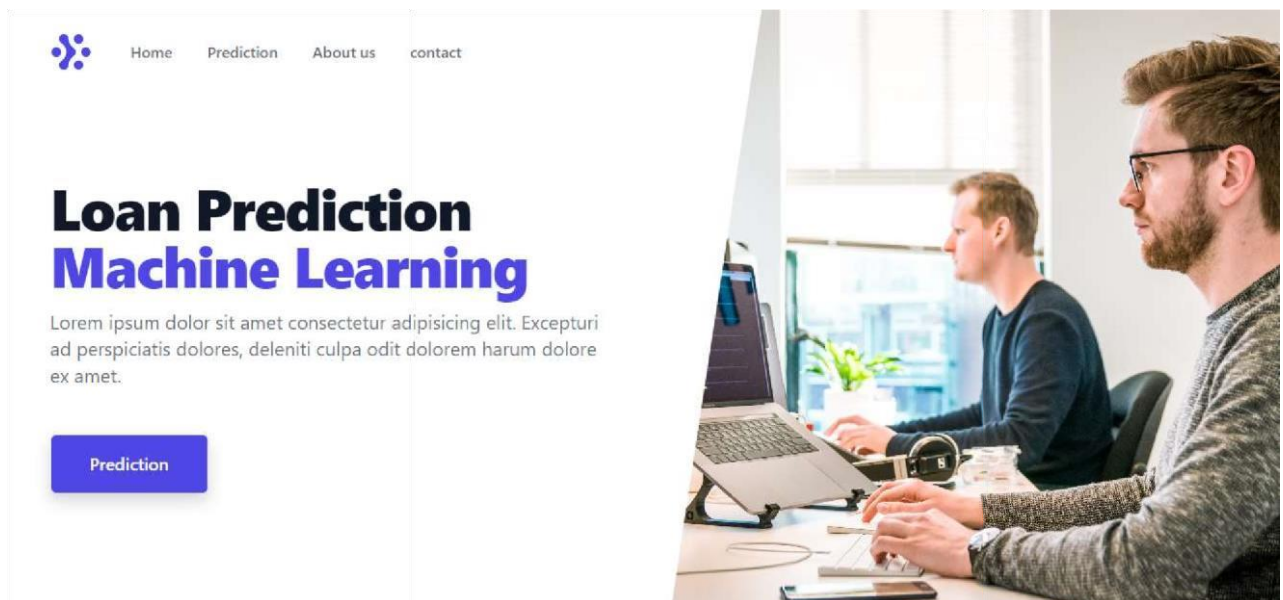 Home Prediction About us contact
Loan Prediction
Machine Learning
Lorem ipsum dolor sit amet consectetur adipisicing elit. Excepturi
ad perspiciatis dolores, deleniti culpa odit dolorem harum dolore
ex amet.
Prediction